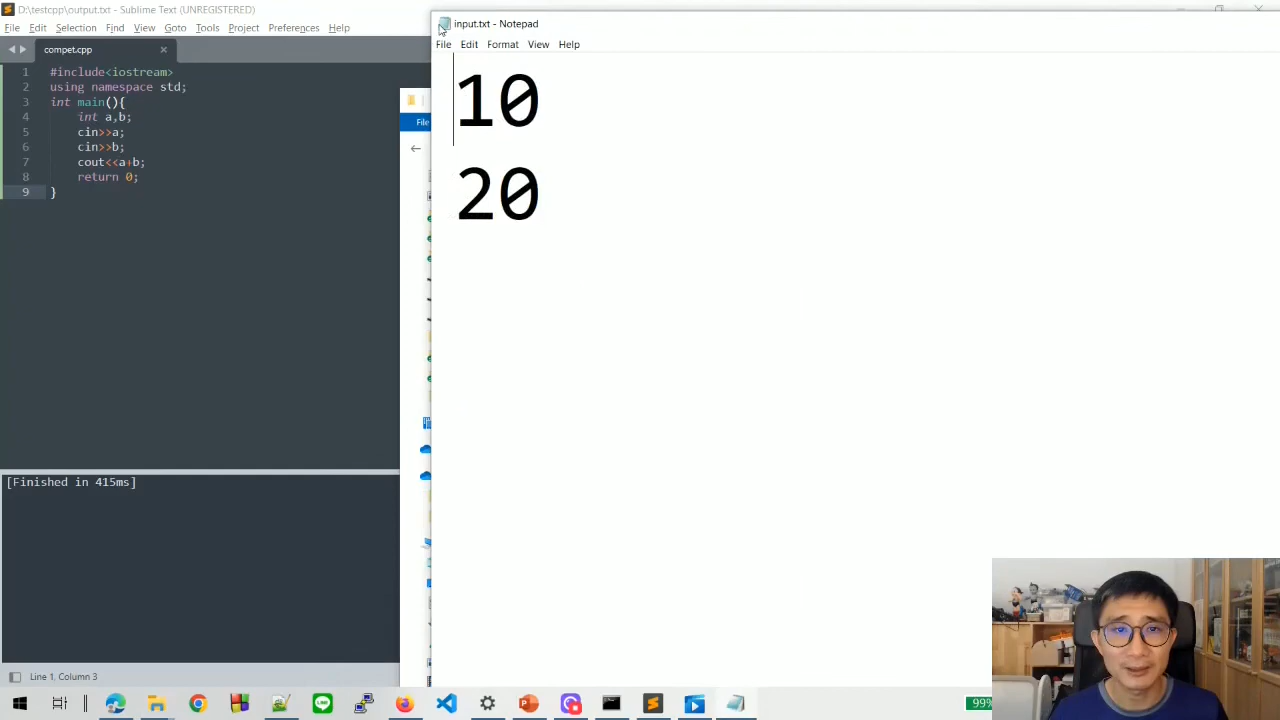 D:\testcpp\output.txt - Sublime Text (UNREGISTERED)
File Edit Selection Find View Goto Tools Project Preferences Help
compet.cpp
1 #include<iostream>
2 using namespace std;
3 int main(){
4 int a,b;
5 cin>>a;
6 cin>>b;
7 cout<<a+b;
8 return 0;
9 }
[Finished in 415ms]
Line 1, Column 3
File
input.txt - Notepad
File Edit Format View Help
10
20
99%